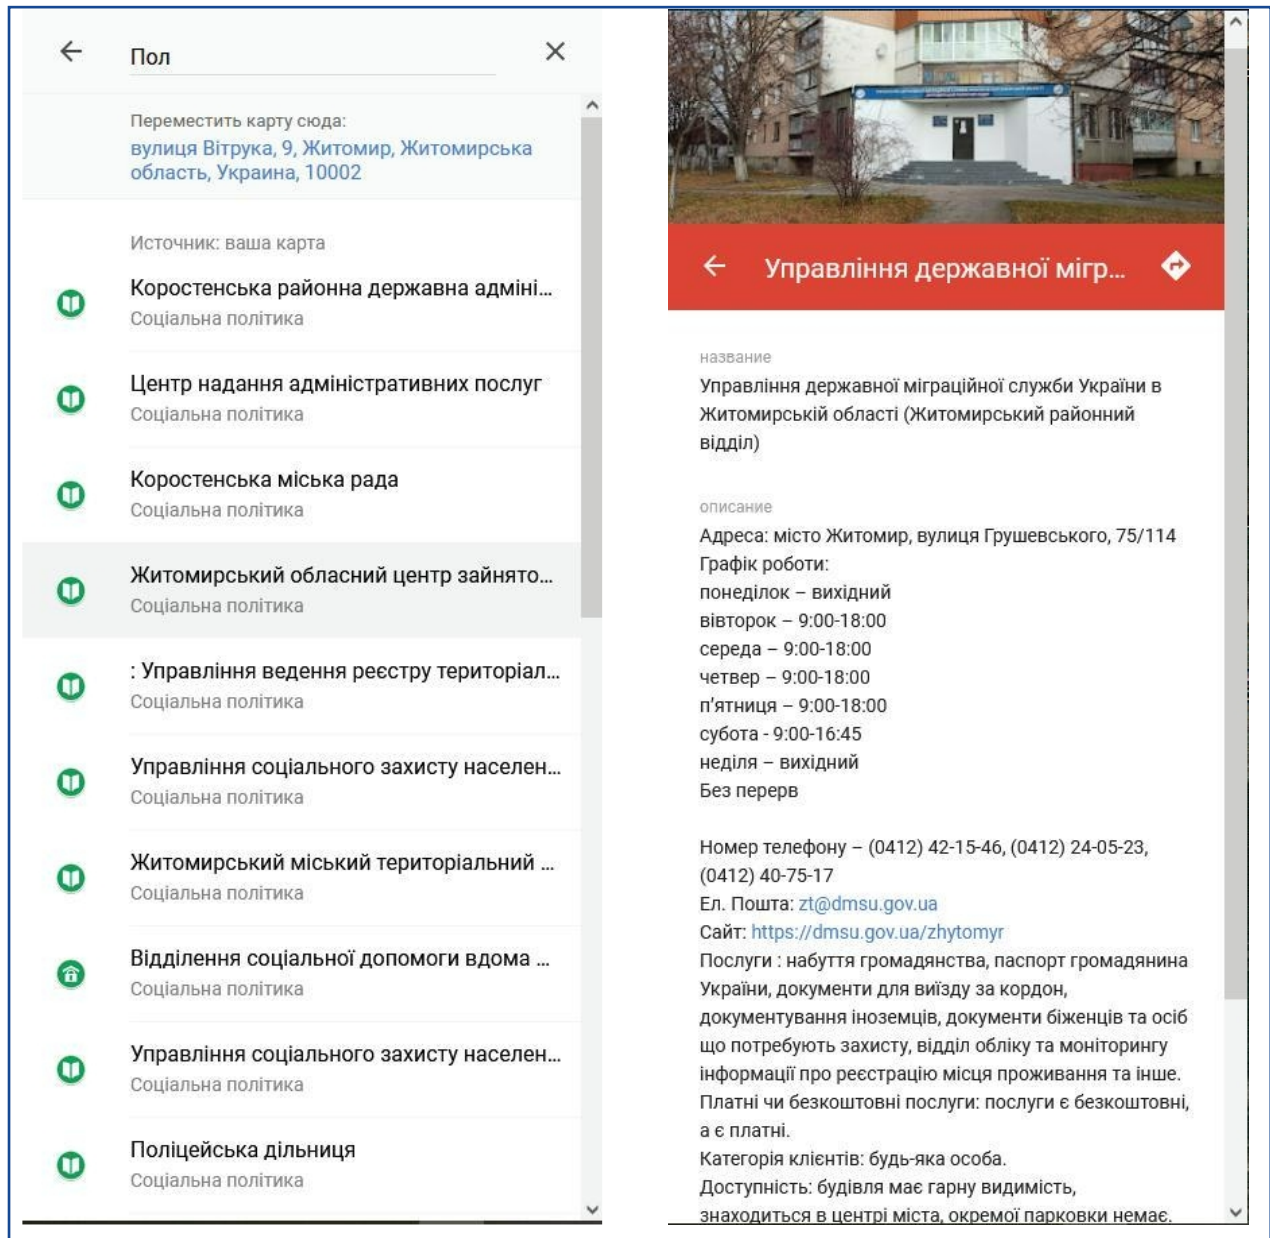 Пол
Переместить карту сюда:
вулиця Вітрука, 9, Житомир, Житомирська
область, Украина, 10002
Источник: ваша карта
Коростенська районна державна адміні...
Соціальна політика
Центр надання адміністративних послуг
Соціальна політика
Коростенська міська рада
Соціальна політика
Житомирський обласний центр зайнято...
Соціальна політика
: Управління ведення реєстру територіал...
Соціальна політика
Управління соціального захисту населен...
Соціальна політика
Житомирський міський територіальний ...
Соціальна політика
Відділення соціальної допомоги вдома ...
Соціальна політика
Управління соціального захисту населен...
Соціальна політика
Поліцейська дільниця
Соціальна політика
Управління державної мігр...
название
Управління державної міграційної служби України в
Житомирській області (Житомирський районний
відділ)
описание
Адреса: місто Житомир, вулиця Грушевського, 75/114
Графік роботи:
понеділок – вихідний
вівторок – 9:00-18:00
середа – 9:00-18:00
четвер – 9:00-18:00
п'ятниця – 9:00-18:00
субота - 9:00-16:45
неділя – вихідний
Без перерв
Номер телефону – (0412) 42-15-46, (0412) 24-05-23,
(0412) 40-75-17
Ел. Пошта: zt@dmsu.gov.ua
Сайт: https://dmsu.gov.ua/zhytomyr
Послуги : набуття громадянства, паспорт громадянина
України, документи для виїзду за кордон,
документування іноземців, документи біженців та осіб
що потребують захисту, відділ обліку та моніторингу
інформації про реєстрацію місця проживання та інше.
Платні чи безкоштовні послуги: послуги є безкоштовні,
а є платні.
Категорія клієнтів: будь-яка особа.
Доступність: будівля має гарну видимість,
знаходиться в центрі міста, окремої парковки немає.